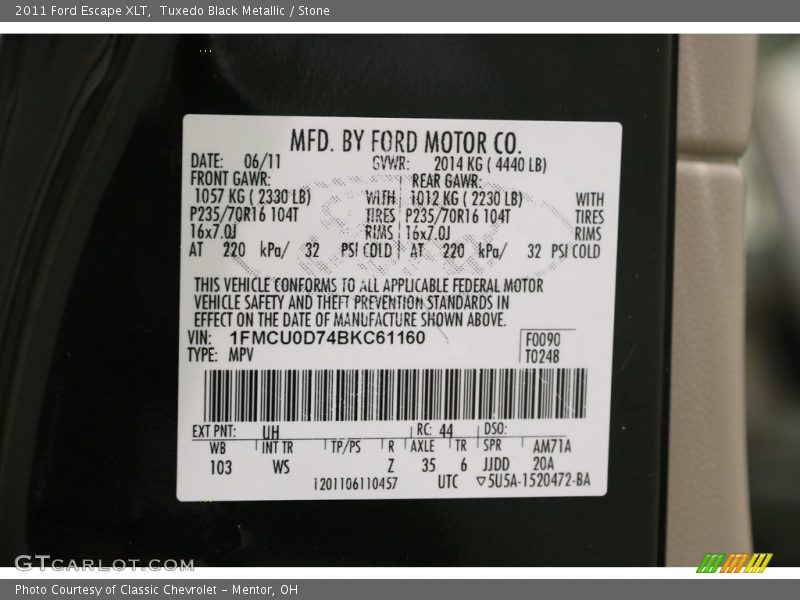 2011 Ford Escape XLT,  Tuxedo Black Metallic / Stone
MFD. BY FORD MOTOR CO.
DATE: 06/11 GVWR: 2014 KG ( 4440 LB)
FRONT GAWR: REAR GAWR:
1057 KG ( 2330 LB) WITH 1012 KG ( 2230 LB) WITH
P235/70R16 104T TIRES P235/70R16 104T TIRES
16x7.0J RIMS 16x7.0J RIMS
AT 220 kPa/ 32 PSI COLD AT 220 kPa/ 32 PSI COLD
THIS VEHICLE CONFORMS TO ALL APPLICABLE FEDERAL MOTOR
VEHICLE SAFETY AND THEFT PREVENTION STANDARDS IN
EFFECT ON THE DATE OF MANUFACTURE SHOWN ABOVE.
VIN: 1FMCU0D74BKC61160 F0090
TYPE: MPV T0248
EXT PNT: UH RC: 44 DSO:
WB INT TR TP/PS R AXLE TR SPR AM71A
103 WS Z 35 6 JJDD 20A
1201106110457 UTC ▽5U5A-1520472-BA
GTCARLOT.COM
Photo Courtesy of Classic Chevrolet - Mentor, OH